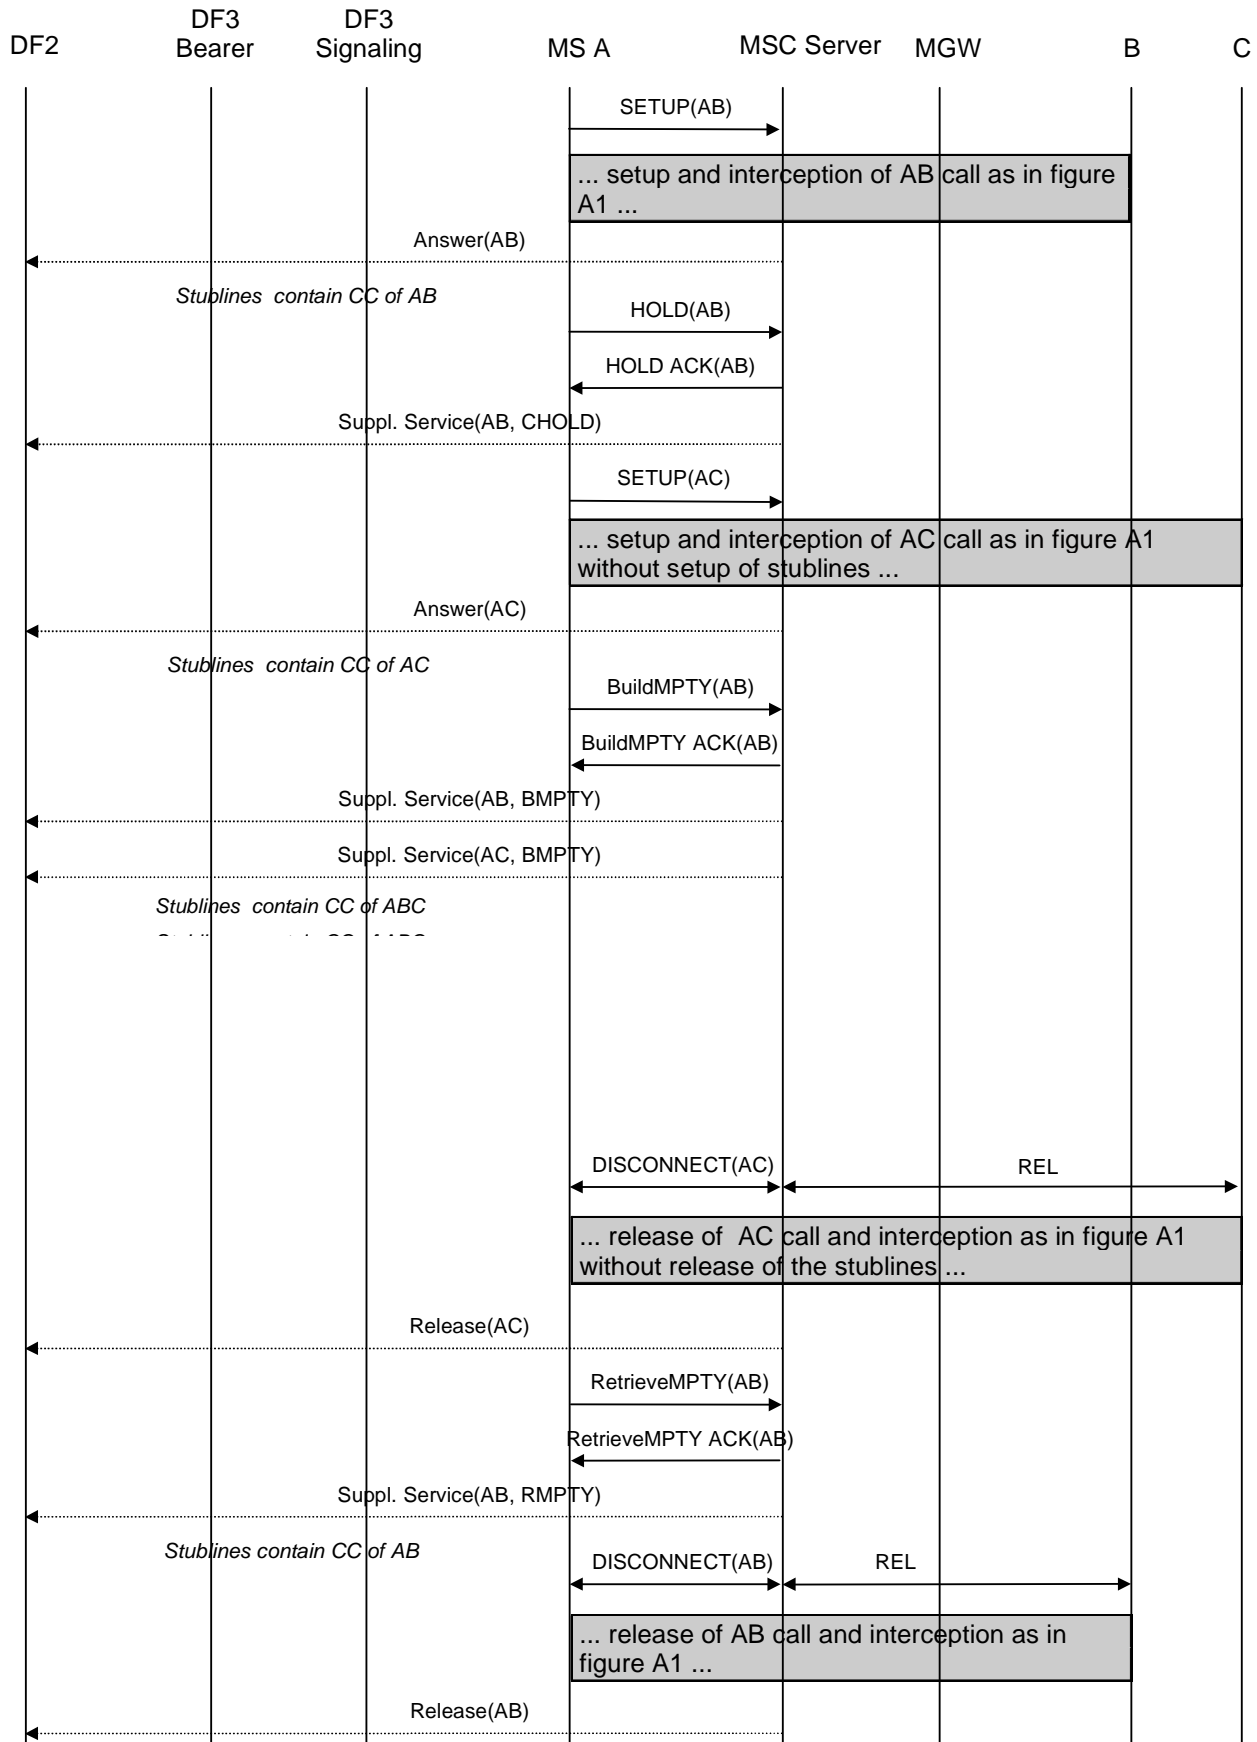 DF2
DF3
Bearer
DF3
Signaling
MS A
MSC Server
MGW
B
C
SETUP(AB)
... setup and interception of AB call as in figure
A1 ...
Answer(AB)
Stublines contain CC of AB
HOLD(AB)
HOLD ACK(AB)
Suppl. Service(AB, CHOLD)
SETUP(AC)
... setup and interception of AC call as in figure A1
without setup of stublines ...
Answer(AC)
Stublines contain CC of AC
BuildMPTY(AB)
BuildMPTY ACK(AB)
Suppl. Service(AB, BMPTY)
Suppl. Service(AC, BMPTY)
Stublines contain CC of ABC
DISCONNECT(AC)
REL
... release of AC call and interception as in figure A1
without release of the stublines ...
Release(AC)
RetrieveMPTY(AB)
RetrieveMPTY ACK(AB)
Suppl. Service(AB, RMPTY)
Stublines contain CC of AB
DISCONNECT(AB)
REL
... release of AB call and interception as in
figure A1 ...
Release(AB)